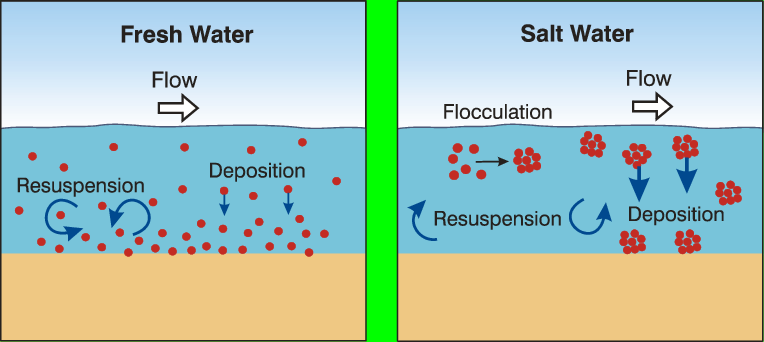 Fresh Water
Flow
Resuspension
Deposition
Salt Water
Flow
Flocculation
Resuspension
Deposition